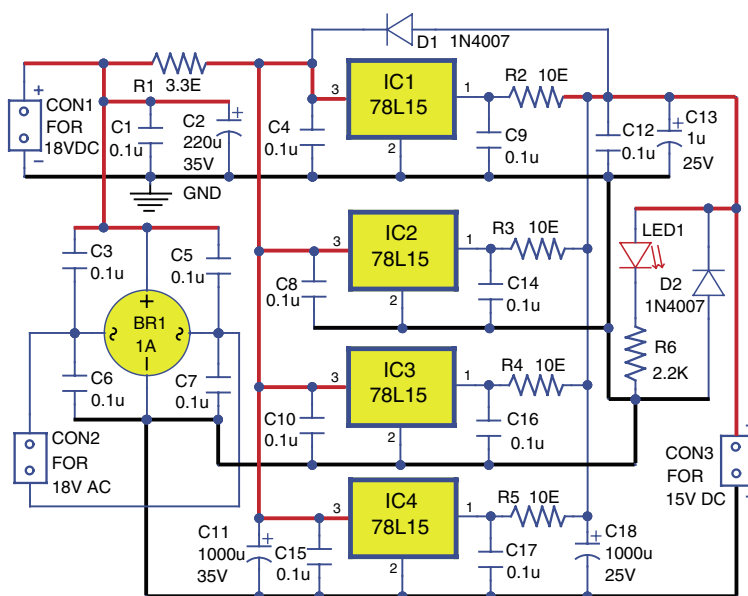 D1 1N4007
R1
3.3E
IC1
78L15
3
1
2
R2 10E
+
CON1
FOR
18VDC
–
C1
0.1u
C2
220u
35V
+
C4
0.1u
C9
0.1u
C12
0.1u
+
C13
1u
25V
GND
C3
0.1u
C5
0.1u
IC2
78L15
3
1
2
R3 10E
C8
0.1u
C14
0.1u
LED1
D2
1N4007
+
BR1
1A
–
~
~
C6
0.1u
C7
0.1u
IC3
78L15
3
1
2
R4 10E
R6
2.2K
C10
0.1u
C16
0.1u
CON2
FOR
18V AC
CON3
FOR
15V DC
IC4
78L15
3
1
2
R5 10E
C11
1000u
35V
+
C15
0.1u
C17
0.1u
+
C18
1000u
25V